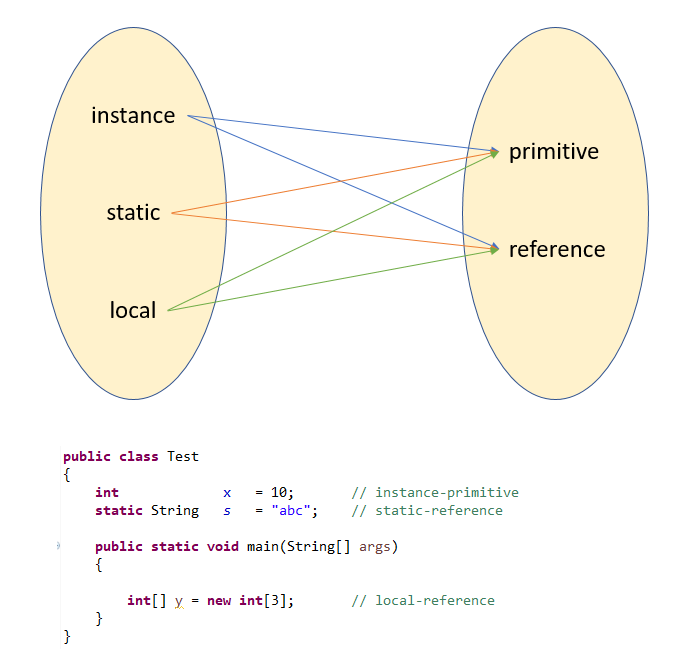 instance
primitive
static
reference
local
public class Test
{
    int             x   = 10;       // instance-primitive
    static String   s   = "abc";    // static-reference
    public static void main(String[] args)
    {
        int[] y = new int[3];       // local-reference
    }
}